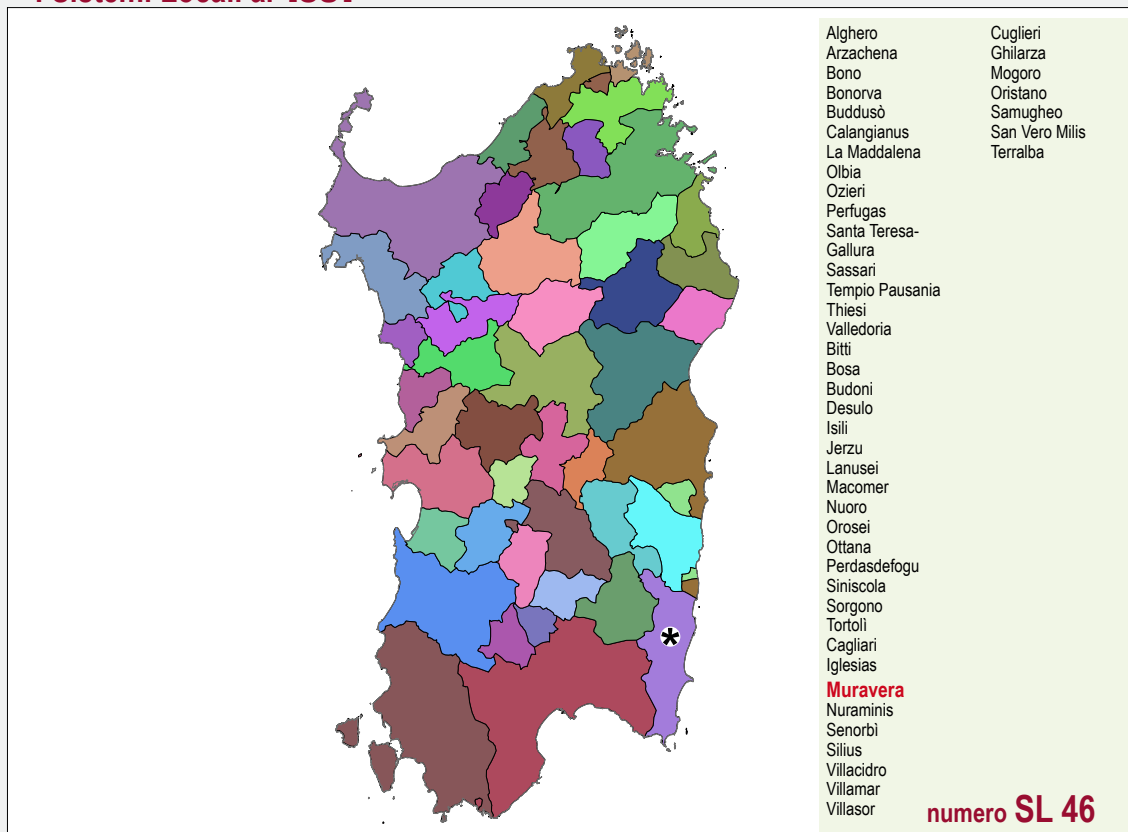 Alghero
Arzachena
Bono
Bonorva
Buddusò
Calangianus
La Maddalena
Olbia
Ozieri
Perfugas
Santa Teresa-
Gallura
Sassari
Tempio Pausania
Thiesi
Valledoria
Bitti
Bosa
Budoni
Desulo
Isili
Jerzu
Lanusei
Macomer
Nuoro
Orosei
Ottana
Perdasdefogu
Siniscola
Sorgono
Tortolì
Cagliari
Iglesias
Muravera
Nuraminis
Senorbì
Silius
Villacidro
Villamar
Villasor
Cuglieri
Ghilarza
Mogoro
Oristano
Samugheo
San Vero Milis
Terralba
*
numero SL 46